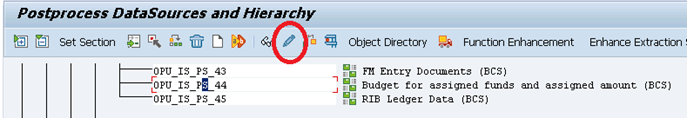 Postprocess DataSources and Hierarchy
Set Section Object Directory Function Enhancement Enhance Extraction S
0PU_IS_PS_43 FM Entry Documents (BCS)
0PU_IS_PS_44 Budget for assigned funds and assigned amount (BCS)
0PU_IS_PS_45 RIB Ledger Data (BCS)